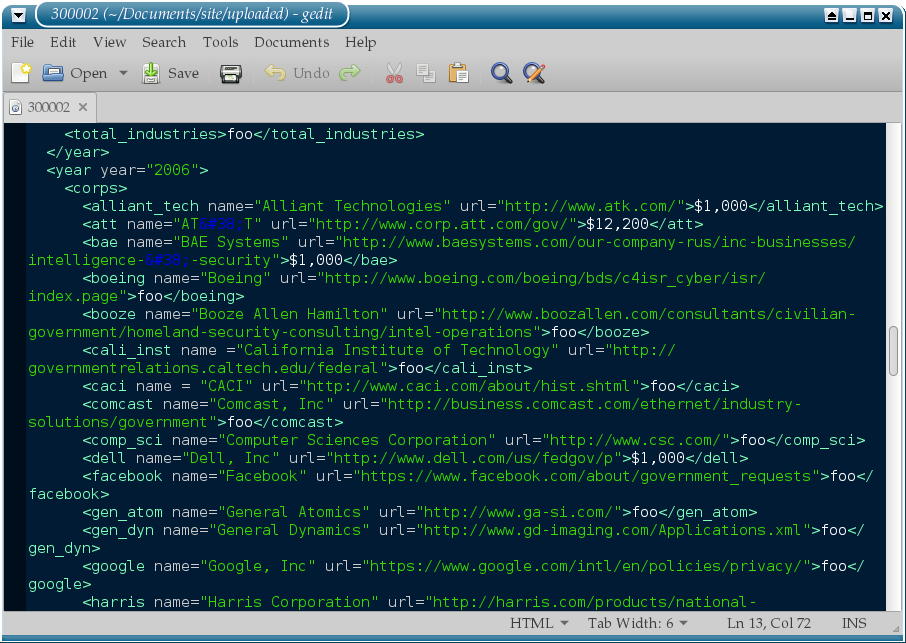 300002 (~/Documents/site/uploaded) - gedit
File Edit View Search Tools Documents Help
Open Save Undo
300002
<total_industries>foo</total_industries>
</year>
<year year="2006">
<corps>
<alliant_tech name="Alliant Technologies" url="http://www.atk.com/">$1,000</alliant_tech>
<att name="AT&#038;T" url="http://www.corp.att.com/gov/">$12,200</att>
<bae name="BAE Systems" url="http://www.baesystems.com/our-company-rus/inc-businesses/
intelligence-&#038;-security">$1,000</bae>
<boeing name="Boeing" url="http://www.boeing.com/boeing/bds/c4isr_cyber/isr/
index.page">foo</boeing>
<booze name="Booze Allen Hamilton" url="http://www.boozallen.com/consultants/civilian-
government/homeland-security-consulting/intel-operations">foo</booze>
<cali_inst name ="California Institute of Technology" url="http://
governmentrelations.caltech.edu/federal">foo</cali_inst>
<caci name = "CACI" url="http://www.caci.com/about/hist.shtml">foo</caci>
<comcast name="Comcast, Inc" url="http://business.comcast.com/ethernet/industry-
solutions/government">foo</comcast>
<comp_sci name="Computer Sciences Corporation" url="http://www.csc.com/">foo</comp_sci>
<dell name="Dell, Inc" url="http://www.dell.com/us/fedgov/p">$1,000</dell>
<facebook name="Facebook" url="https://www.facebook.com/about/government_requests">foo</
facebook>
<gen_atom name="General Atomics" url="http://www.ga-si.com/">foo</gen_atom>
<gen_dyn name="General Dynamics" url="http://www.gd-imaging.com/Applications.xml">foo</
gen_dyn>
<google name="Google, Inc" url="https://www.google.com/intl/en/policies/privacy/">foo</
google>
<harris name="Harris Corporation" url="http://harris.com/products/national-
HTML Tab Width: 6 Ln 13, Col 72 INS